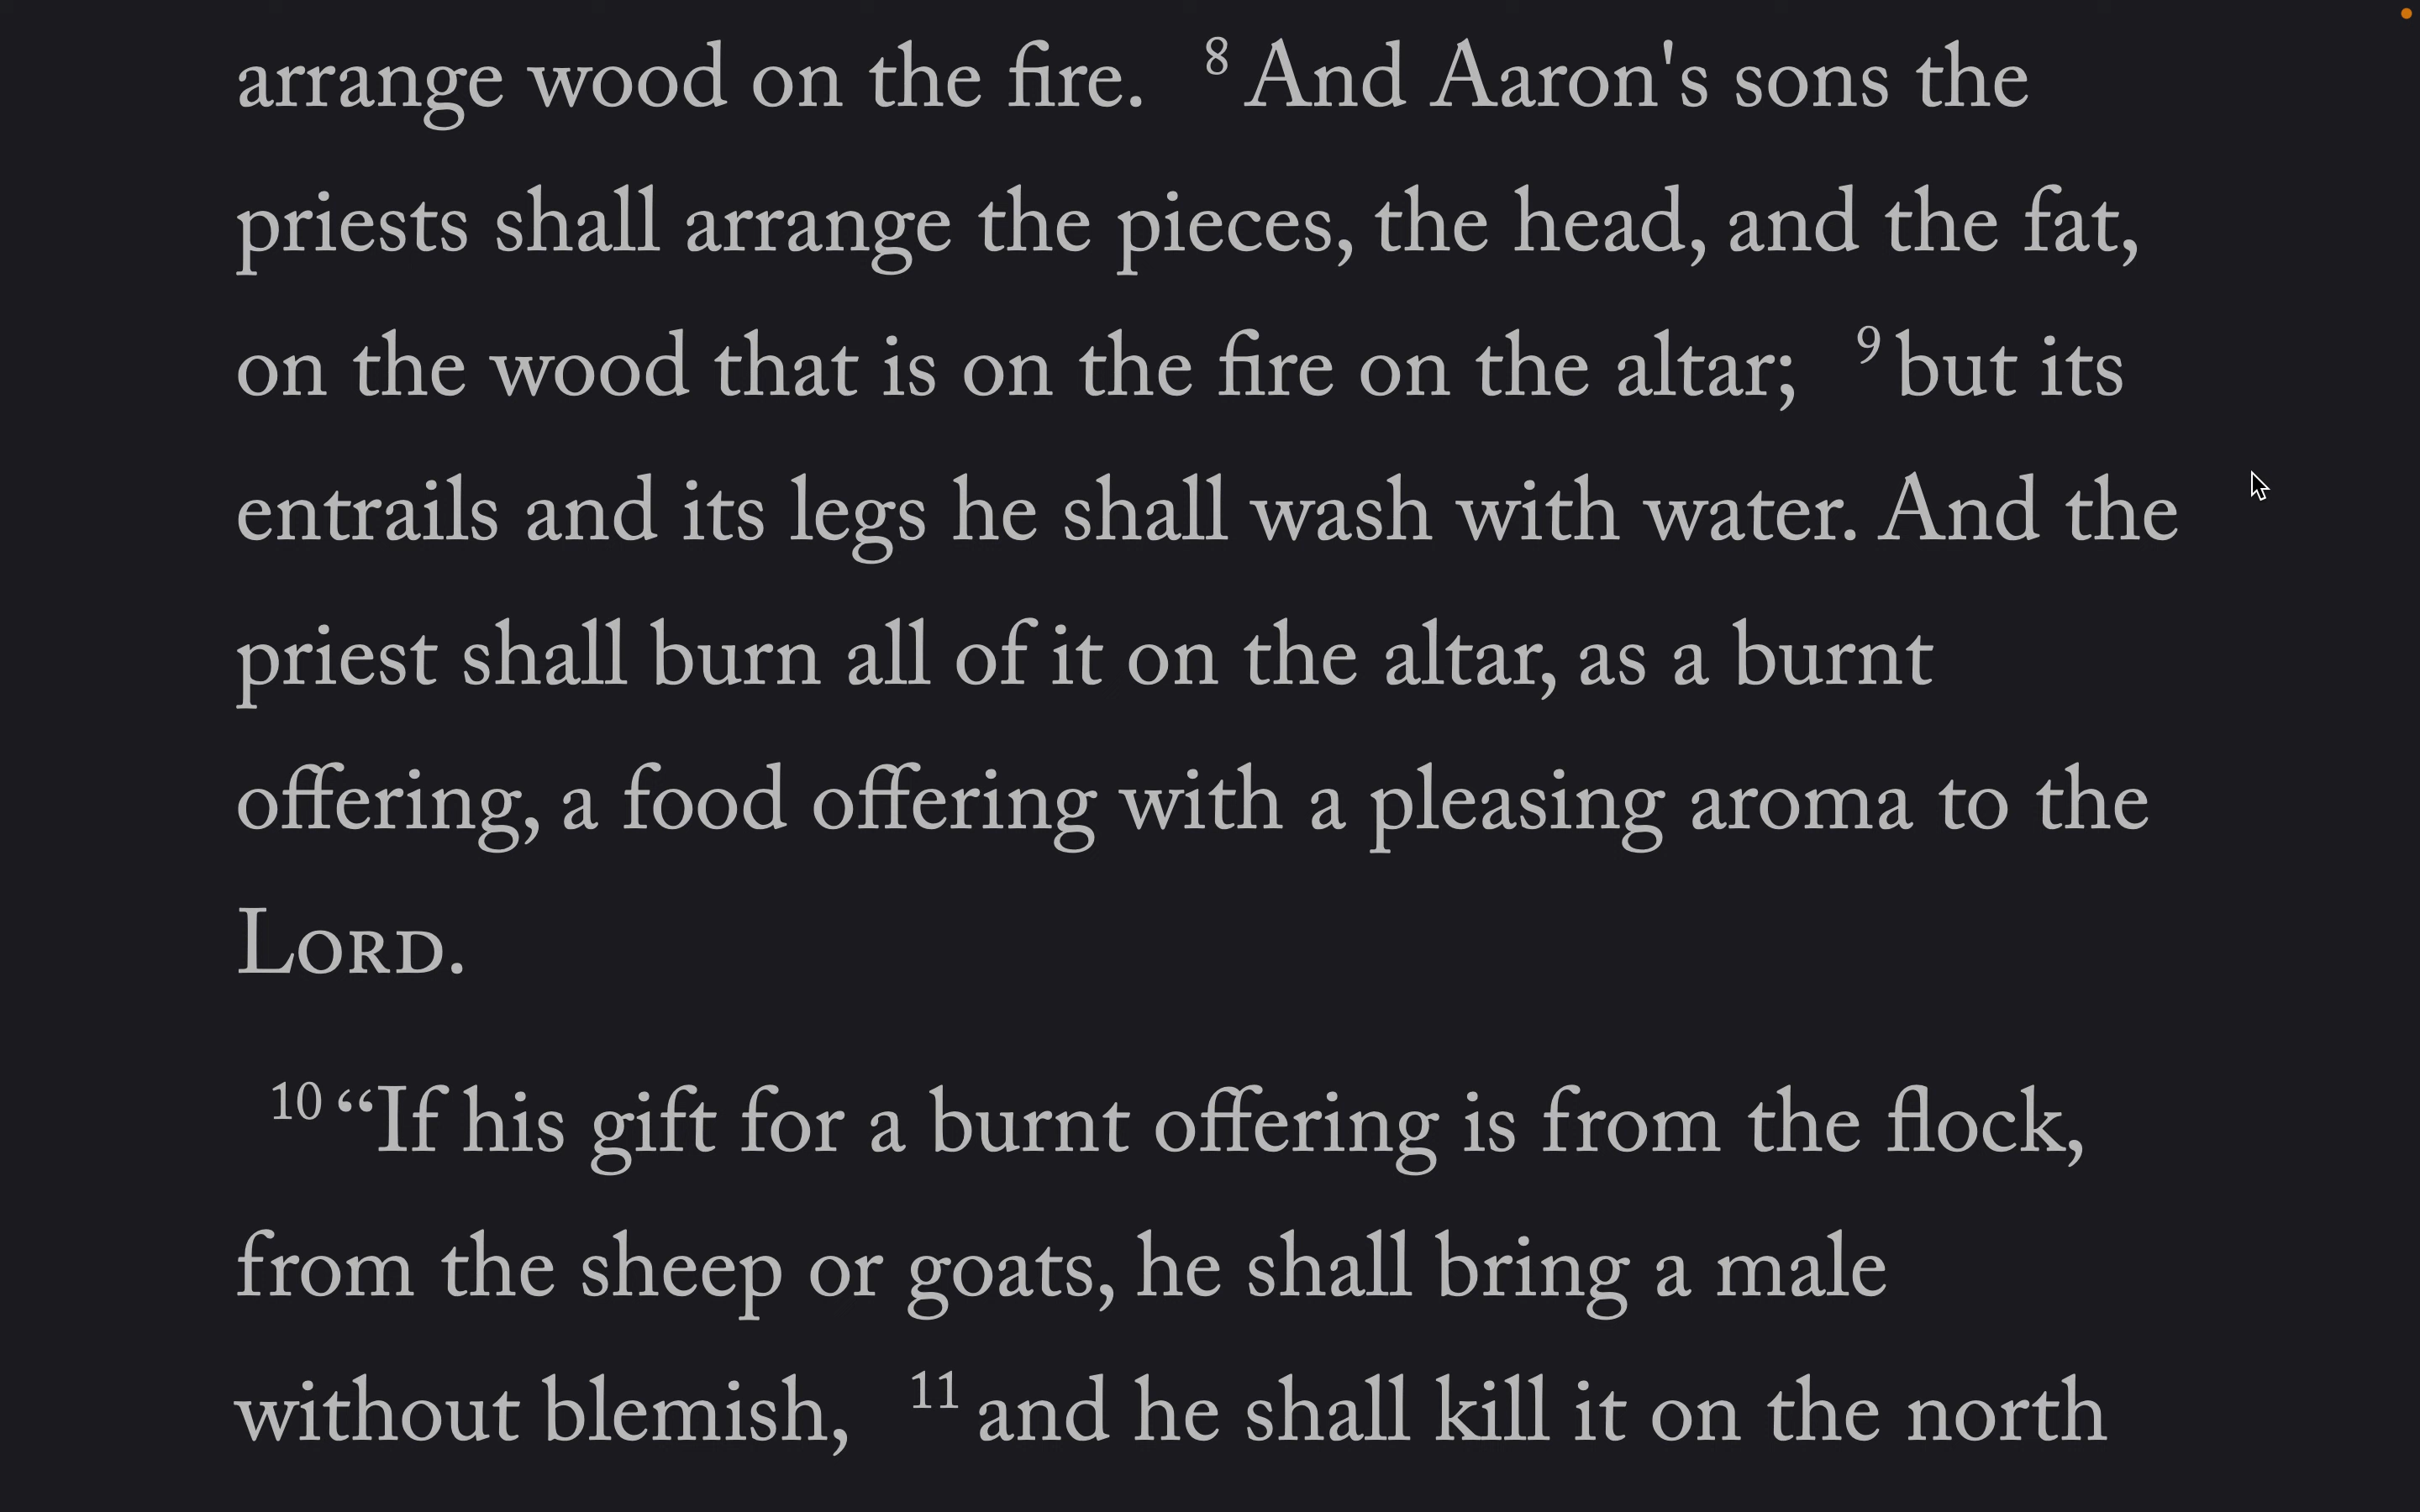 arrange wood on the fire. 8 And Aaron's sons the
priests shall arrange the pieces, the head, and the fat,
on the wood that is on the fire on the altar; 9 but its
entrails and its legs he shall wash with water. And the
priest shall burn all of it on the altar, as a burnt
offering, a food offering with a pleasing aroma to the
LORD.
10 “If his gift for a burnt offering is from the flock,
from the sheep or goats, he shall bring a male
without blemish, 11 and he shall kill it on the north